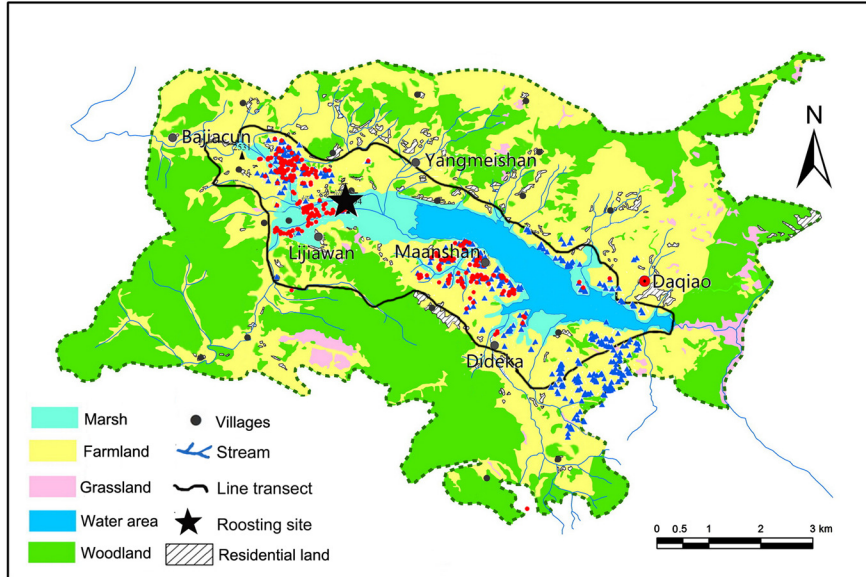 N
Bajiacun
2531
Yangmeishan
Lijiawan
Maanshan
Daqiao
Dideka
Marsh
Villages
Farmland
Stream
Grassland
Line transect
Water area
Roosting site
Woodland
Residential land
0 0.5 1 2 3 km